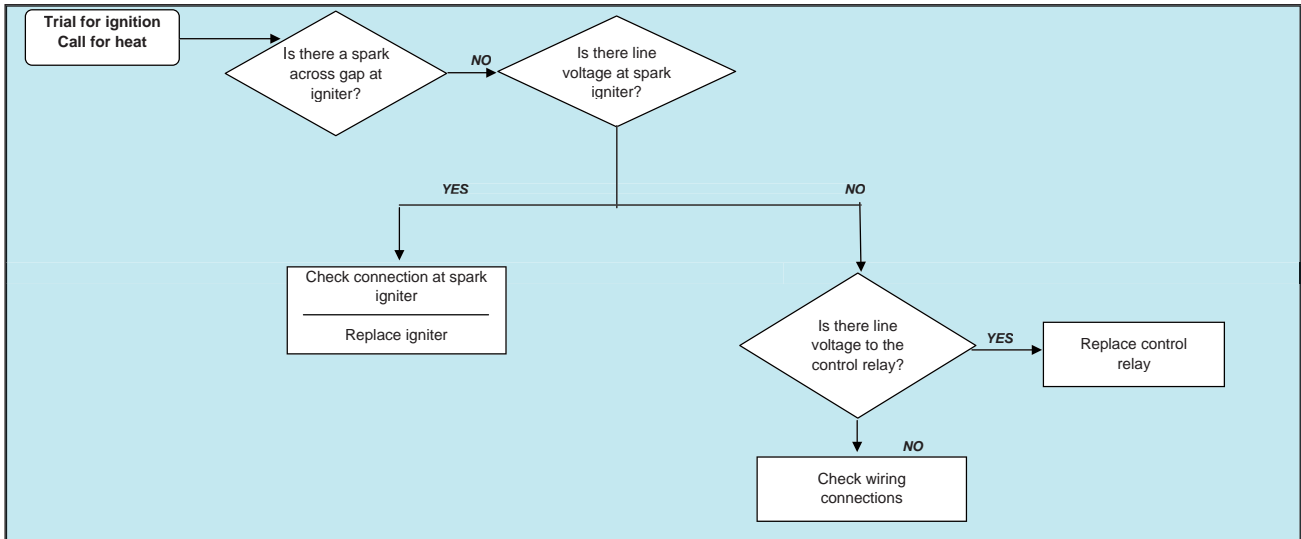 Trial for ignition
Call for heat
Is there a spark
across gap at
igniter?
NO
Is there line
voltage at spark
igniter?
YES
NO
Check connection at spark
igniter
Replace igniter
Is there line
voltage to the
control relay?
YES
Replace control
relay
NO
Check wiring
connections